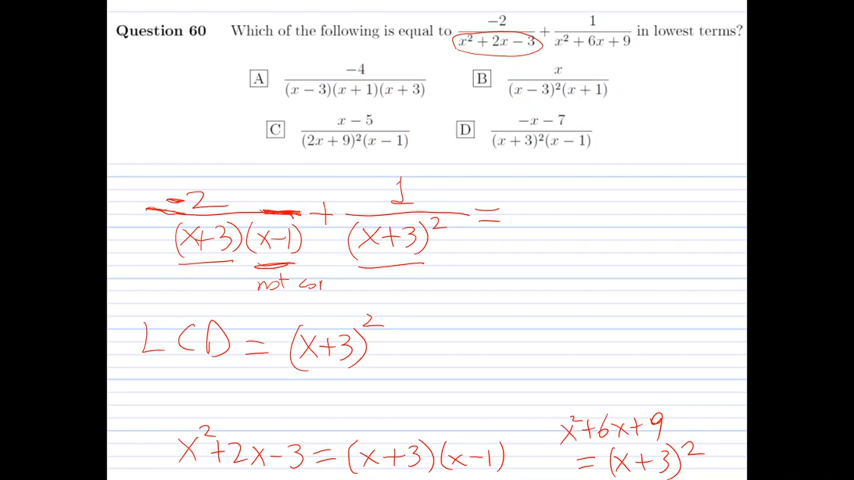 Question 60 Which of the following is equal to -2/(x² + 2x − 3) + 1/(x² + 6x + 9) in lowest terms?
A -4/((x − 3)(x + 1)(x + 3)) B x/((x − 3)²(x + 1))
C (x − 5)/((2x + 9)²(x − 1)) D (−x − 7)/((x + 3)²(x − 1))
-2/((x+3)(x-1)) + 1/(x+3)² =
not cor
LCD = (x+3)²
x²+6x+9
x²+2x-3 = (x+3)(x-1) = (x+3)²